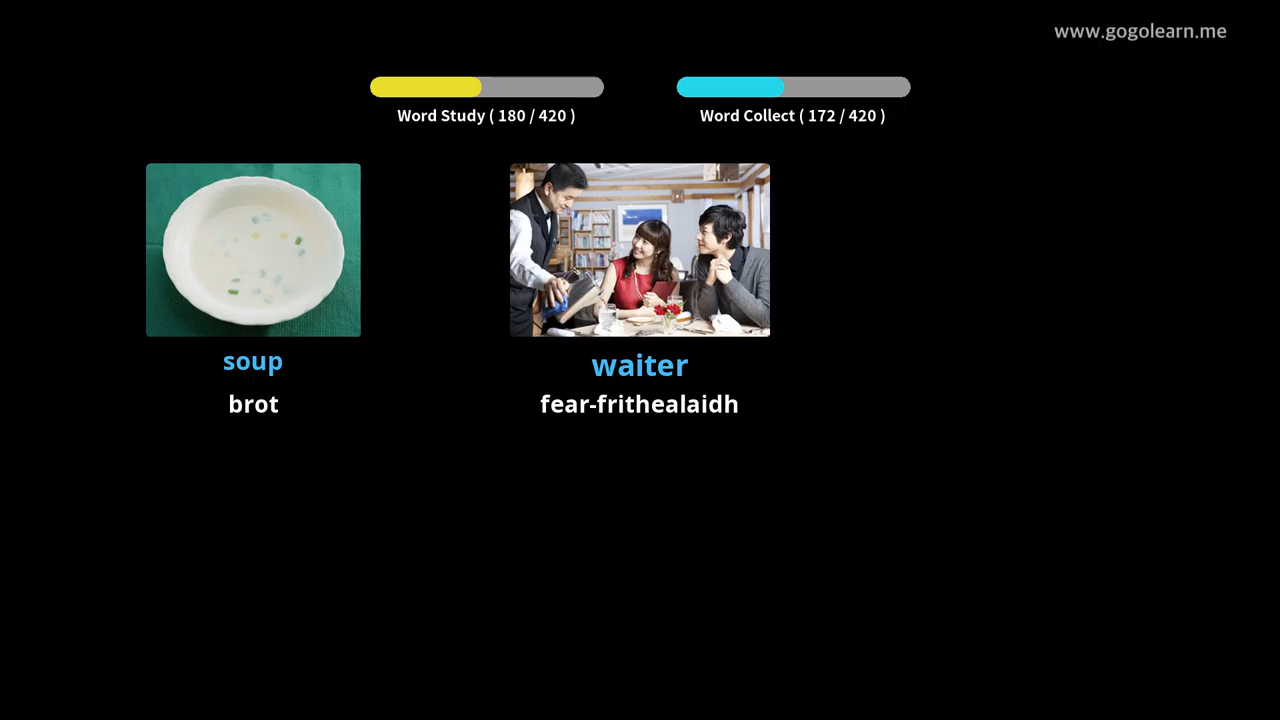 www.gogolearn.me
Word Study ( 180 / 420 )
Word Collect ( 172 / 420 )
soup
brot
waiter
fear-frithealaidh